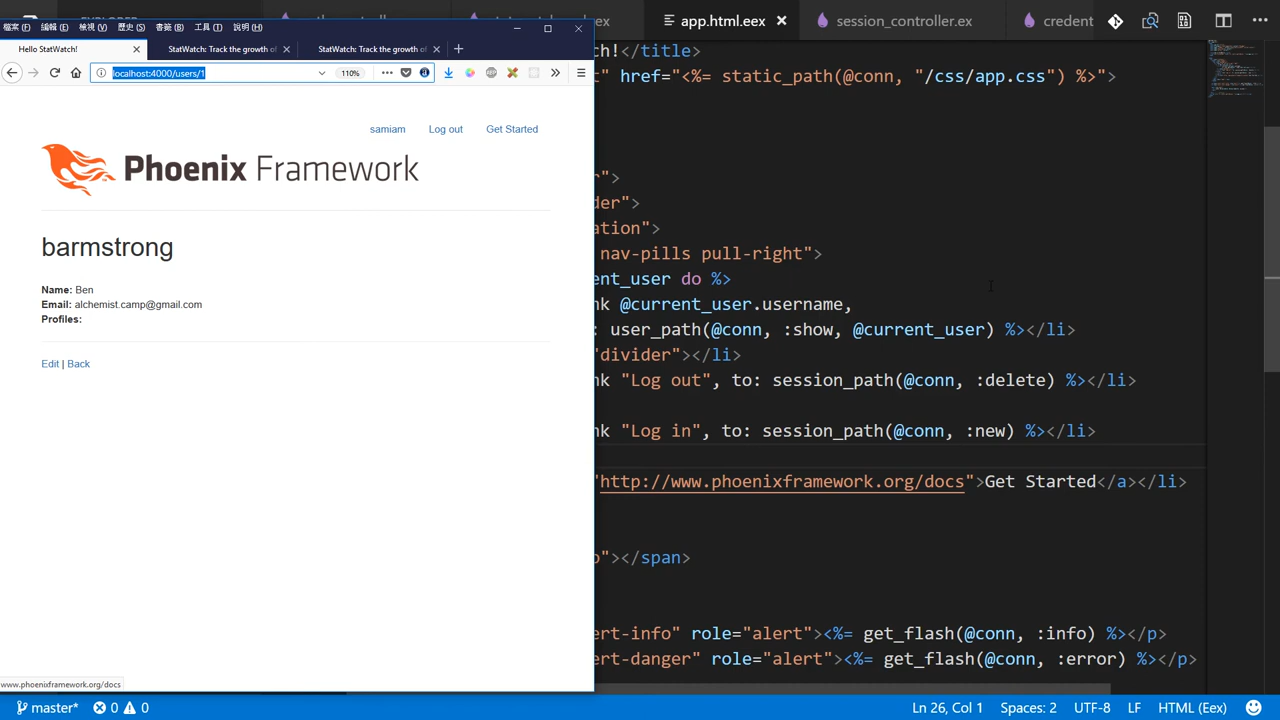 檔案(F) 編輯(E) 檢視(V) 歷史(S) 書籤(B) 工具(T) 說明(H)
app.html.eex
session_controller.ex
credent
Hello StatWatch!
StatWatch: Track the growth of
StatWatch: Track the growth of
localhost:4000/users/1
110%
samiam Log out Get Started
Phoenix Framework
barmstrong
Name: Ben
Email: alchemist.camp@gmail.com
Profiles:
Edit | Back
www.phoenixframework.org/docs
h!</title>
t" href="<%= static_path(@conn, "/css/app.css") %>">
r">
der">
ation">
nav-pills pull-right">
ent_user do %>
nk @current_user.username,
: user_path(@conn, :show, @current_user) %></li>
"divider"></li>
nk "Log out", to: session_path(@conn, :delete) %></li>
nk "Log in", to: session_path(@conn, :new) %></li>
"http://www.phoenixframework.org/docs">Get Started</a></li>
o"></span>
ert-info" role="alert"><%= get_flash(@conn, :info) %></p>
ert-danger" role="alert"><%= get_flash(@conn, :error) %></p>
master* 0 0
Ln 26, Col 1 Spaces: 2 UTF-8 LF HTML (Eex)